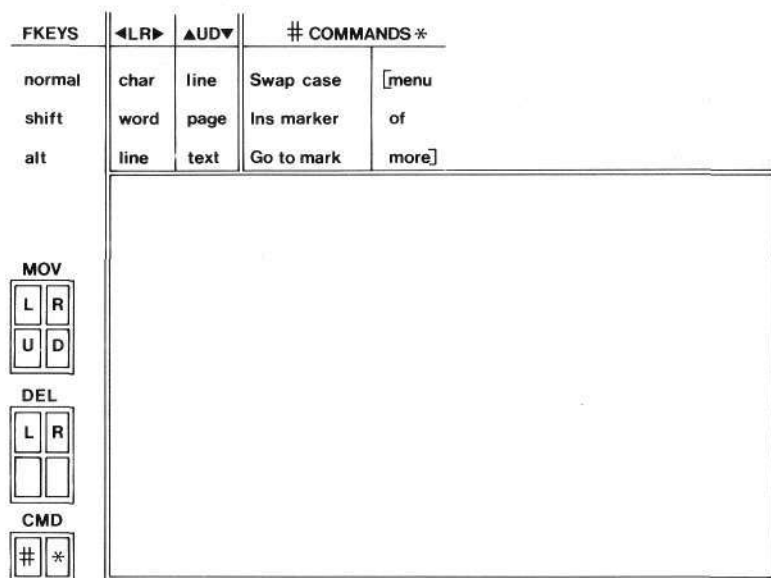 FKEYS ◄LR► ▲UD▼ # COMMANDS *
normal char line Swap case [menu
shift word page Ins marker of
alt line text Go to mark more]
MOV
L R
U D
DEL
L R
CMD
# *